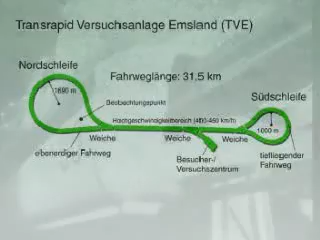 Transrapid Versuchsanlage Emsland (TVE)
Nordschleife
Fahrweglänge: 31,5 km
1690 m
Südschleife
Beobachtungspunkt
Hochgeschwindigkeitbereich (400-450 km/h)
1000 m
Weiche
Weiche
Weiche
ebenerdiger Fahrweg
Besucher-/
Versuchszentrum
tiefliegender
Fahrweg